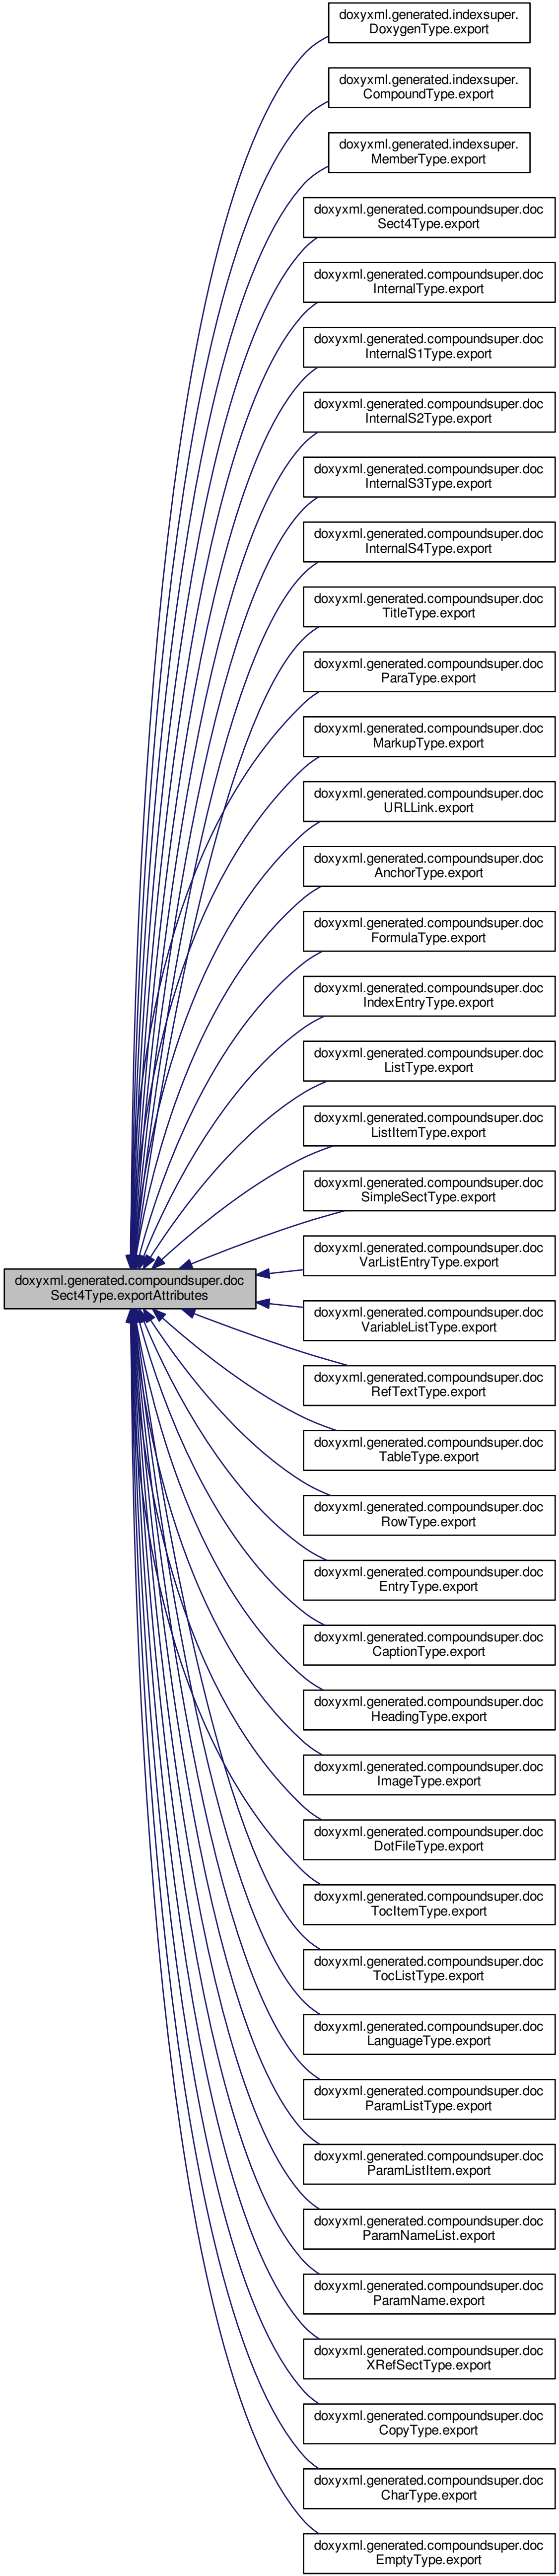 doxyxml.generated.indexsuper.
DoxygenType.export
doxyxml.generated.indexsuper.
CompoundType.export
doxyxml.generated.indexsuper.
MemberType.export
doxyxml.generated.compoundsuper.doc
Sect4Type.export
doxyxml.generated.compoundsuper.doc
InternalType.export
doxyxml.generated.compoundsuper.doc
InternalS1Type.export
doxyxml.generated.compoundsuper.doc
InternalS2Type.export
doxyxml.generated.compoundsuper.doc
InternalS3Type.export
doxyxml.generated.compoundsuper.doc
InternalS4Type.export
doxyxml.generated.compoundsuper.doc
TitleType.export
doxyxml.generated.compoundsuper.doc
ParaType.export
doxyxml.generated.compoundsuper.doc
MarkupType.export
doxyxml.generated.compoundsuper.doc
URLLink.export
doxyxml.generated.compoundsuper.doc
AnchorType.export
doxyxml.generated.compoundsuper.doc
FormulaType.export
doxyxml.generated.compoundsuper.doc
IndexEntryType.export
doxyxml.generated.compoundsuper.doc
ListType.export
doxyxml.generated.compoundsuper.doc
ListItemType.export
doxyxml.generated.compoundsuper.doc
SimpleSectType.export
doxyxml.generated.compoundsuper.doc
VarListEntryType.export
doxyxml.generated.compoundsuper.doc
Sect4Type.exportAttributes
doxyxml.generated.compoundsuper.doc
VariableListType.export
doxyxml.generated.compoundsuper.doc
RefTextType.export
doxyxml.generated.compoundsuper.doc
TableType.export
doxyxml.generated.compoundsuper.doc
RowType.export
doxyxml.generated.compoundsuper.doc
EntryType.export
doxyxml.generated.compoundsuper.doc
CaptionType.export
doxyxml.generated.compoundsuper.doc
HeadingType.export
doxyxml.generated.compoundsuper.doc
ImageType.export
doxyxml.generated.compoundsuper.doc
DotFileType.export
doxyxml.generated.compoundsuper.doc
TocItemType.export
doxyxml.generated.compoundsuper.doc
TocListType.export
doxyxml.generated.compoundsuper.doc
LanguageType.export
doxyxml.generated.compoundsuper.doc
ParamListType.export
doxyxml.generated.compoundsuper.doc
ParamListItem.export
doxyxml.generated.compoundsuper.doc
ParamNameList.export
doxyxml.generated.compoundsuper.doc
ParamName.export
doxyxml.generated.compoundsuper.doc
XRefSectType.export
doxyxml.generated.compoundsuper.doc
CopyType.export
doxyxml.generated.compoundsuper.doc
CharType.export
doxyxml.generated.compoundsuper.doc
EmptyType.export